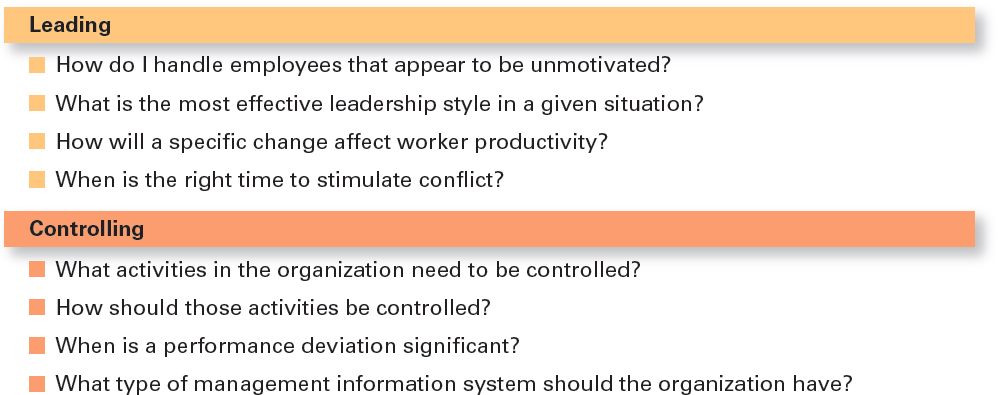 Leading
How do I handle employees that appear to be unmotivated?
What is the most effective leadership style in a given situation?
How will a specific change affect worker productivity?
When is the right time to stimulate conflict?
Controlling
What activities in the organization need to be controlled?
How should those activities be controlled?
When is a performance deviation significant?
What type of management information system should the organization have?